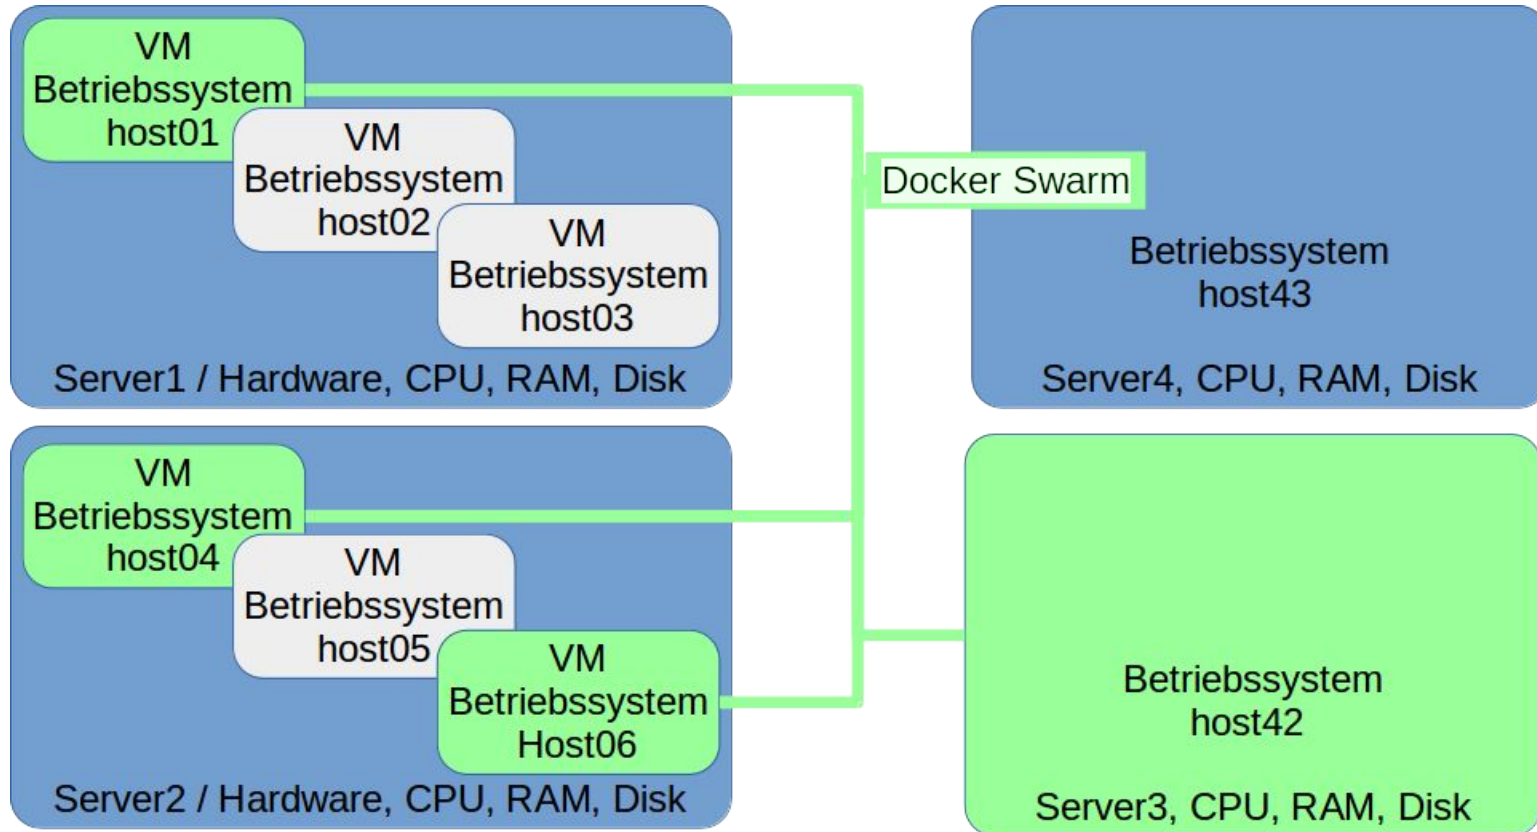 VM
Betriebssystem
host01
VM
Betriebssystem
host02
VM
Betriebssystem
host03
Server1 / Hardware, CPU, RAM, Disk
Docker Swarm
Betriebssystem
host43
Server4, CPU, RAM, Disk
VM
Betriebssystem
host04
VM
Betriebssystem
host05
VM
Betriebssystem
Host06
Server2 / Hardware, CPU, RAM, Disk
Betriebssystem
host42
Server3, CPU, RAM, Disk